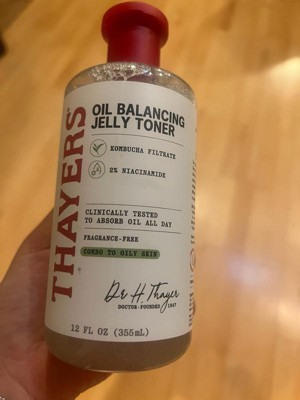 THAYERS®
OIL BALANCING
JELLY TONER
KOMBUCHA FILTRATE
2% NIACINAMIDE
CLINICALLY TESTED
TO ABSORB OIL ALL DAY
FRAGRANCE-FREE
COMBO TO OILY SKIN
Dr H. Thayer
DOCTOR-FOUNDED 1847
12 FL OZ (355mL)